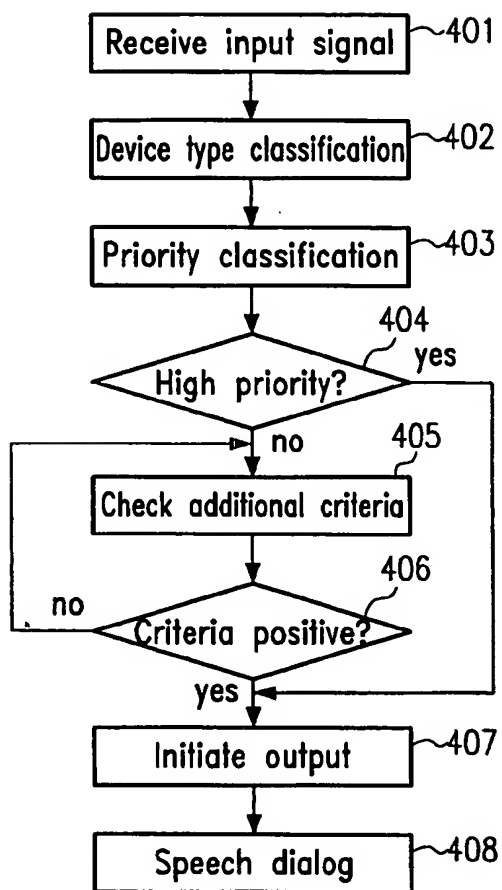 Receive input signal 401
Device type classification 402
Priority classification 403
404
High priority? yes
no
405
Check additional criteria
406
no
Criteria positive?
yes
Initiate output 407
Speech dialog 408